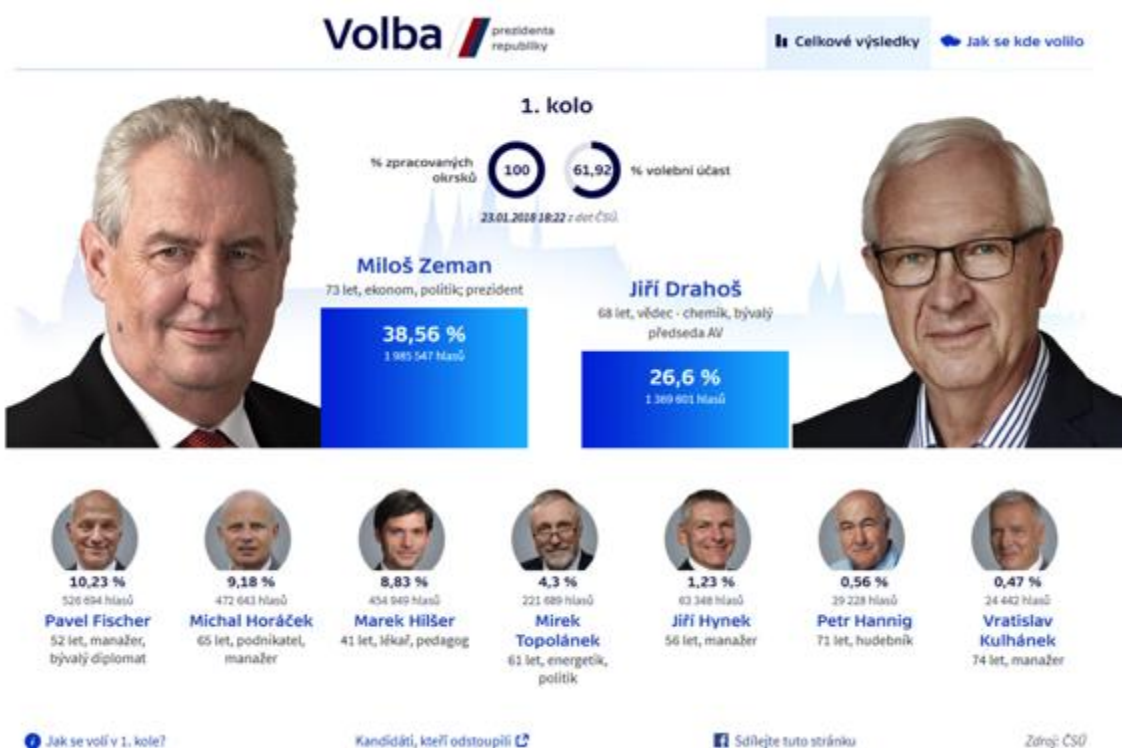 Volba
prezidenta
republiky
Celkové výsledky
Jak se kde volilo
1. kolo
% zpracovaných
okrsků
100
61,92
% volební účast
23.01.2018 18:22 z dat ČSÚ
Miloš Zeman
73 let, ekonom, politik; prezident
38,56 %
1 985 547 hlasů
Jiří Drahoš
68 let, vědec - chemik, bývalý
předseda AV
26,6 %
1 369 601 hlasů
10,23 %
526 694 hlasů
Pavel Fischer
52 let, manažer,
bývalý diplomat
9,18 %
472 643 hlasů
Michal Horáček
65 let, podnikatel,
manažer
8,83 %
454 949 hlasů
Marek Hilšer
41 let, lékař, pedagog
4,3 %
221 689 hlasů
Mirek
Topolánek
61 let, energetik,
politik
1,23 %
63 348 hlasů
Jiří Hynek
56 let, manažer
0,56 %
29 228 hlasů
Petr Hannig
71 let, hudebník
0,47 %
24 442 hlasů
Vratislav
Kulhánek
74 let, manažer
Jak se volí v 1. kole?
Kandidáti, kteří odstoupili
Sdílejte tuto stránku
Zdroj: ČSÚ